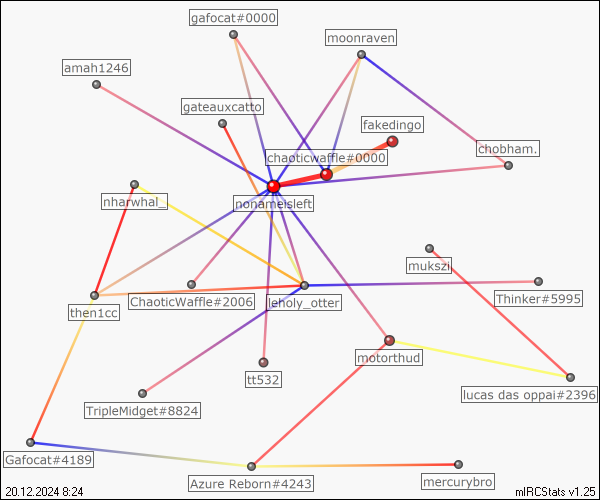 gafocat#0000
moonraven
amah1246
gateauxcatto
fakedingo
chobham.
chaoticwaffle#0000
nharwhal_
nonameisleft
mukszi
ChaoticWaffle#2006
leholy_otter
Thinker#5995
then1cc
motorthud
tt532
lucas das oppai#2396
TripleMidget#8824
Gafocat#4189
Azure Reborn#4243
mercurybro
20.12.2024 8:24
mIRCStats v1.25